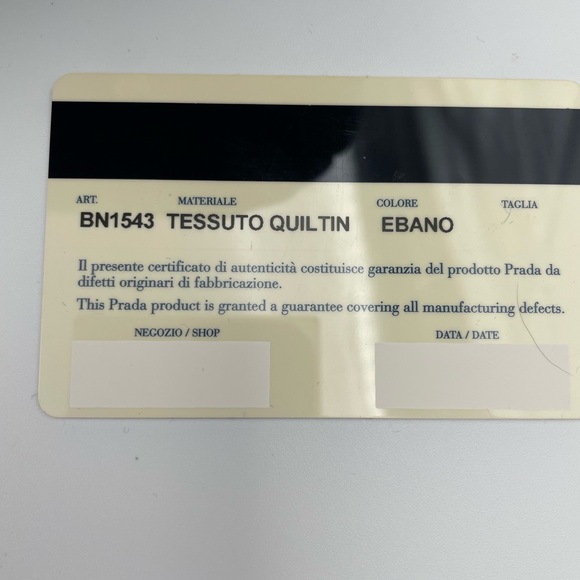 ART. MATERIALE COLORE TAGLIA
BN1543 TESSUTO QUILTIN EBANO
Il presente certificato di autenticità costituisce garanzia del prodotto Prada da
difetti originari di fabbricazione.
This Prada product is granted a guarantee covering all manufacturing defects.
NEGOZIO / SHOP DATA / DATE